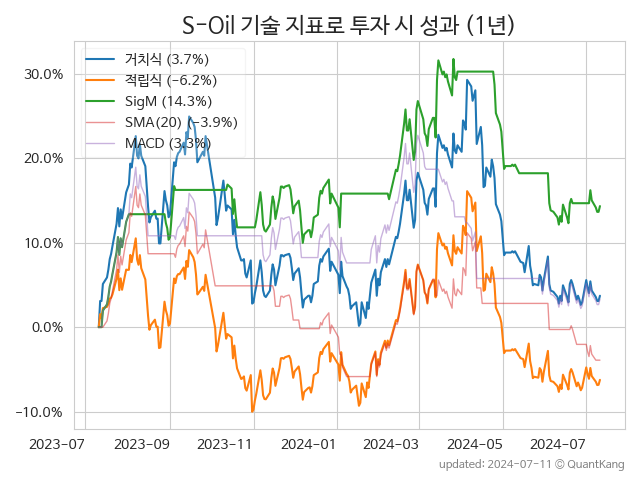 S-Oil 기술 지표로 투자 시 성과 (1년)
거치식 (3.7%)
적립식 (−6.2%)
SigM (14.3%)
SMA(20) (−3.9%)
MACD (3.3%)
30.0%
20.0%
10.0%
0.0%
−10.0%
2023-07 2023-09 2023-11 2024-01 2024-03 2024-05 2024-07
updated: 2024-07-11 © QuantKang